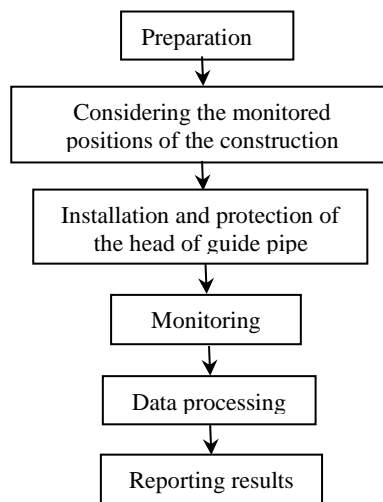 Preparation
Considering the monitored
positions of the construction
Installation and protection of
the head of guide pipe
Monitoring
Data processing
Reporting results